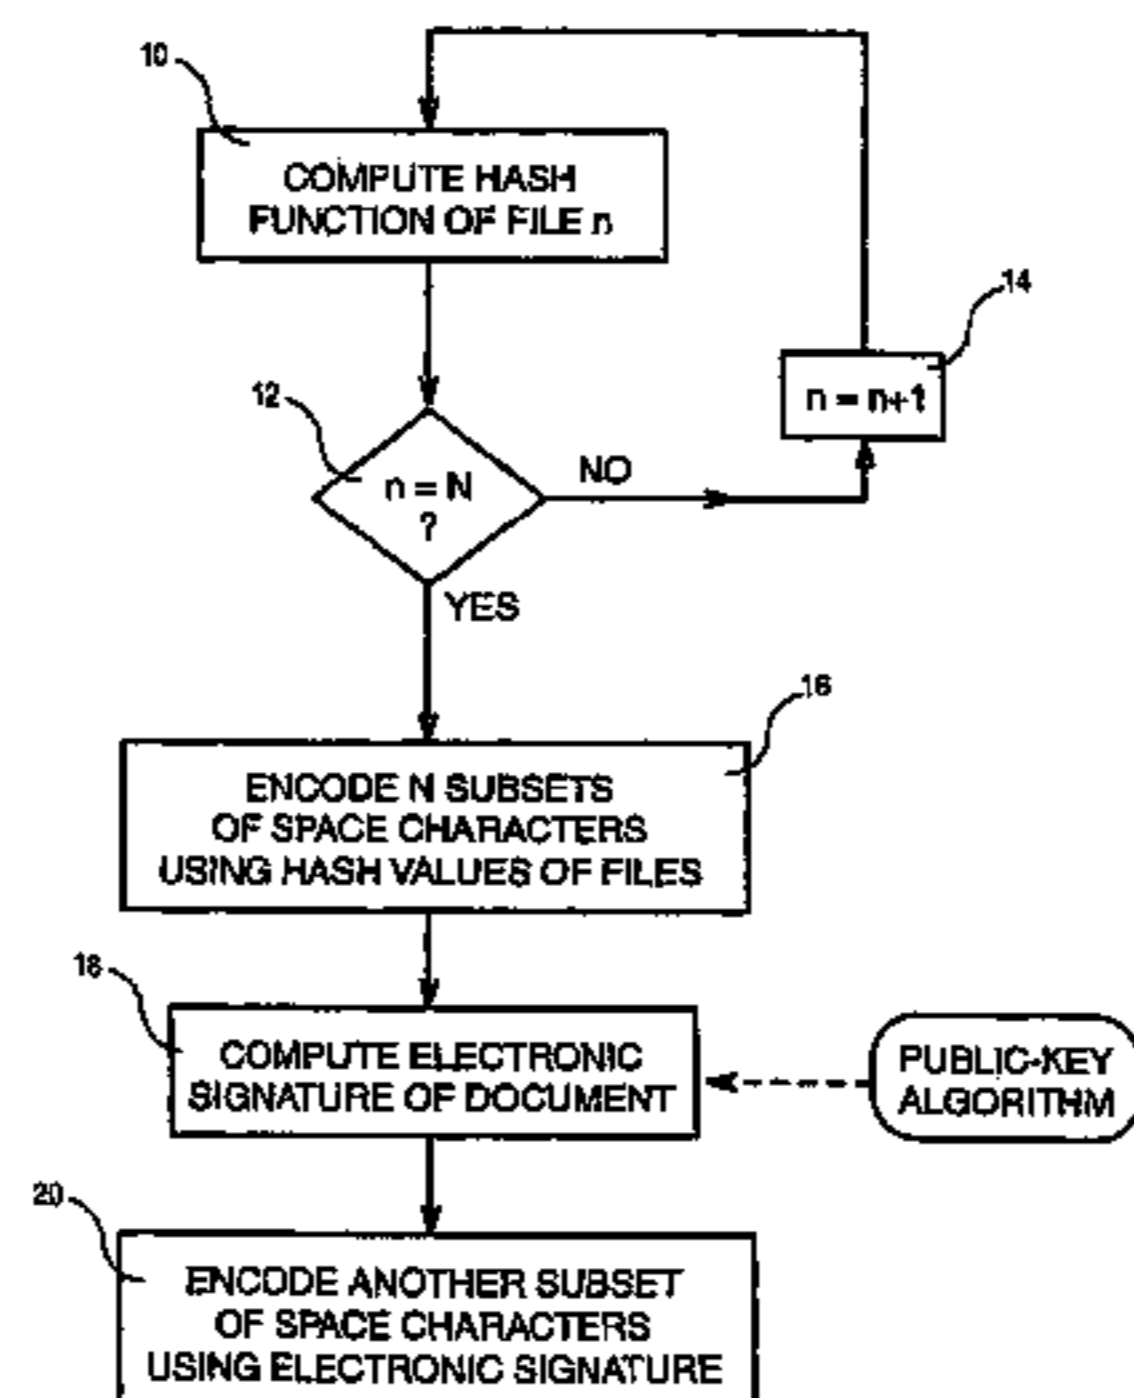 10
COMPUTE HASH
FUNCTION OF FILE n
14
n = n+1
12
n = N
?
NO
YES
16
ENCODE N SUBSETS
OF SPACE CHARACTERS
USING HASH VALUES OF FILES
18
COMPUTE ELECTRONIC
SIGNATURE OF DOCUMENT
PUBLIC-KEY
ALGORITHM
20
ENCODE ANOTHER SUBSET
OF SPACE CHARACTERS
USING ELECTRONIC SIGNATURE